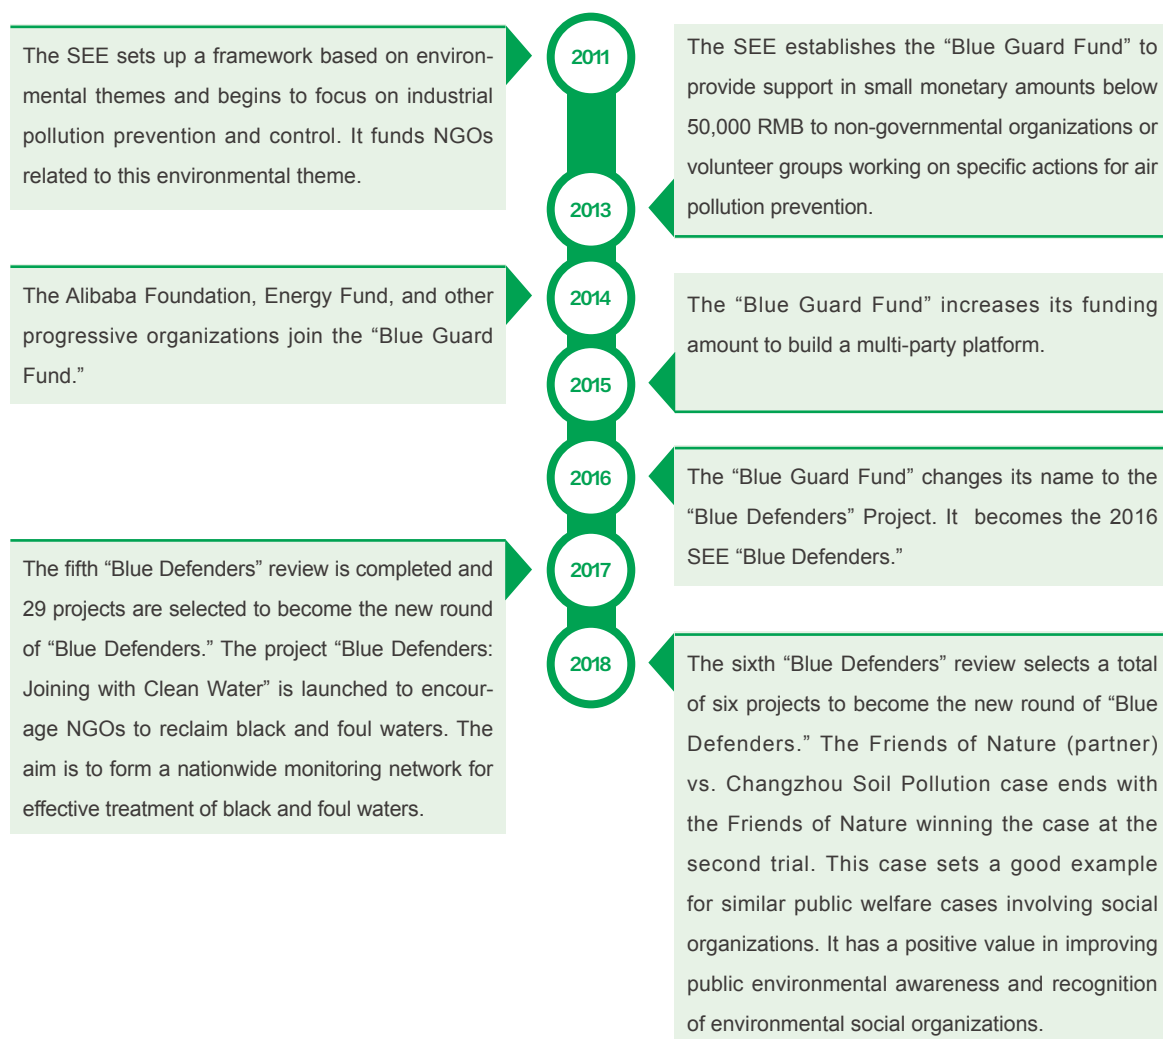 2011
The SEE sets up a framework based on environ-
mental themes and begins to focus on industrial
pollution prevention and control. It funds NGOs
related to this environmental theme.
2013
The SEE establishes the “Blue Guard Fund” to
provide support in small monetary amounts below
50,000 RMB to non-governmental organizations or
volunteer groups working on specific actions for air
pollution prevention.
2014
The Alibaba Foundation, Energy Fund, and other
progressive organizations join the “Blue Guard
Fund.”
2015
The “Blue Guard Fund” increases its funding
amount to build a multi-party platform.
2016
The “Blue Guard Fund” changes its name to the
“Blue Defenders” Project. It becomes the 2016
SEE “Blue Defenders.”
2017
The fifth “Blue Defenders” review is completed and
29 projects are selected to become the new round
of “Blue Defenders.” The project “Blue Defenders:
Joining with Clean Water” is launched to encour-
age NGOs to reclaim black and foul waters. The
aim is to form a nationwide monitoring network for
effective treatment of black and foul waters.
2018
The sixth “Blue Defenders” review selects a total
of six projects to become the new round of “Blue
Defenders.” The Friends of Nature (partner)
vs. Changzhou Soil Pollution case ends with
the Friends of Nature winning the case at the
second trial. This case sets a good example
for similar public welfare cases involving social
organizations. It has a positive value in improving
public environmental awareness and recognition
of environmental social organizations.